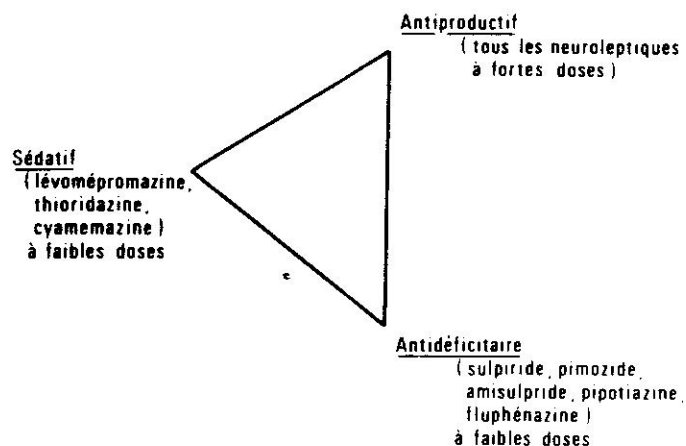 Antiproductif
( tous les neuroleptiques
à fortes doses )
Sédatif
( lévomépromazine,
thioridazine,
cyamemazine )
à faibles doses
Antidéficitaire
( sulpiride, pimozide,
amisulpride, pipotiazine,
fluphénazine )
à faibles doses